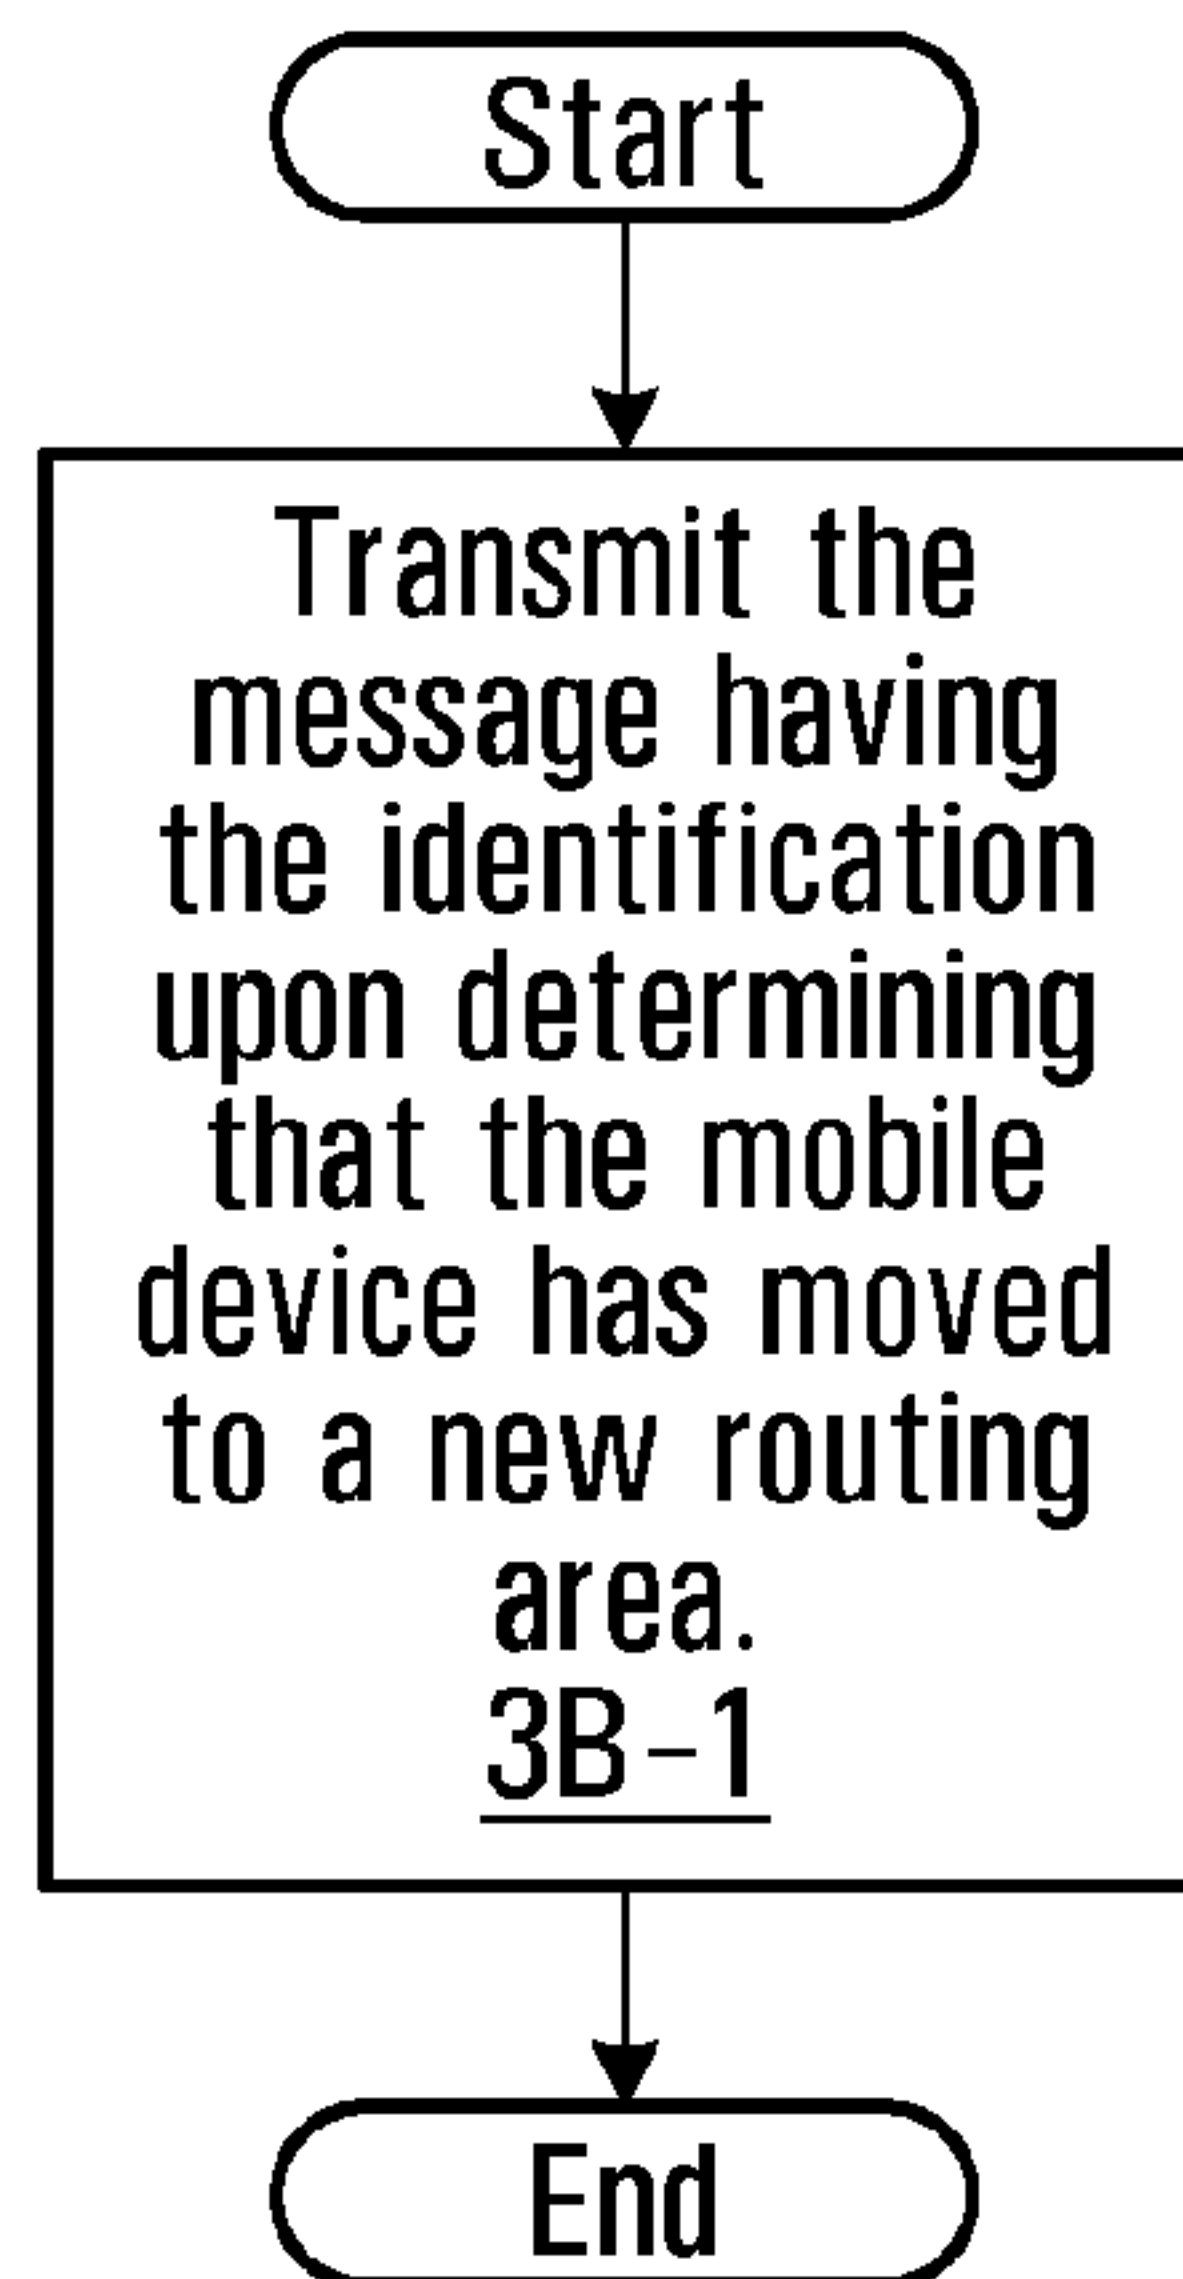 Start
Transmit the
message having
the identification
upon determining
that the mobile
device has moved
to a new routing
area.
3B-1
End